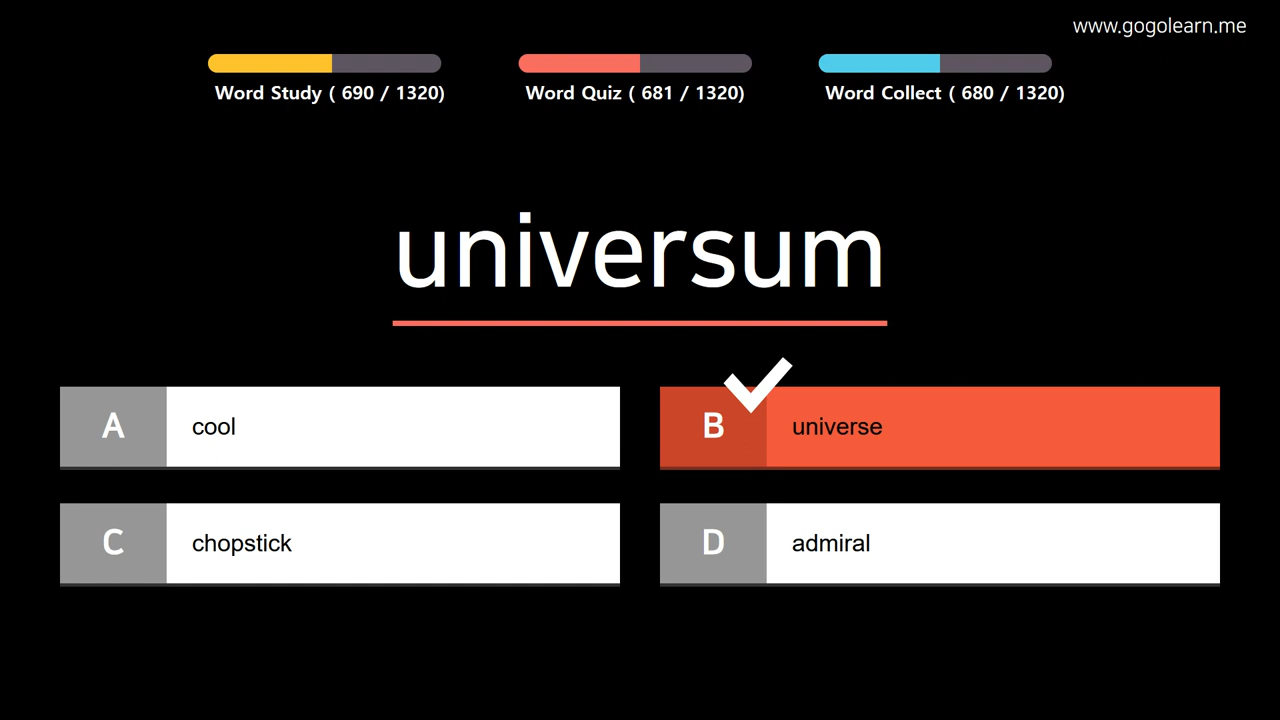 www.gogolearn.me
Word Study ( 690 / 1320)
Word Quiz ( 681 / 1320)
Word Collect ( 680 / 1320)
universum
A cool
B universe
C chopstick
D admiral